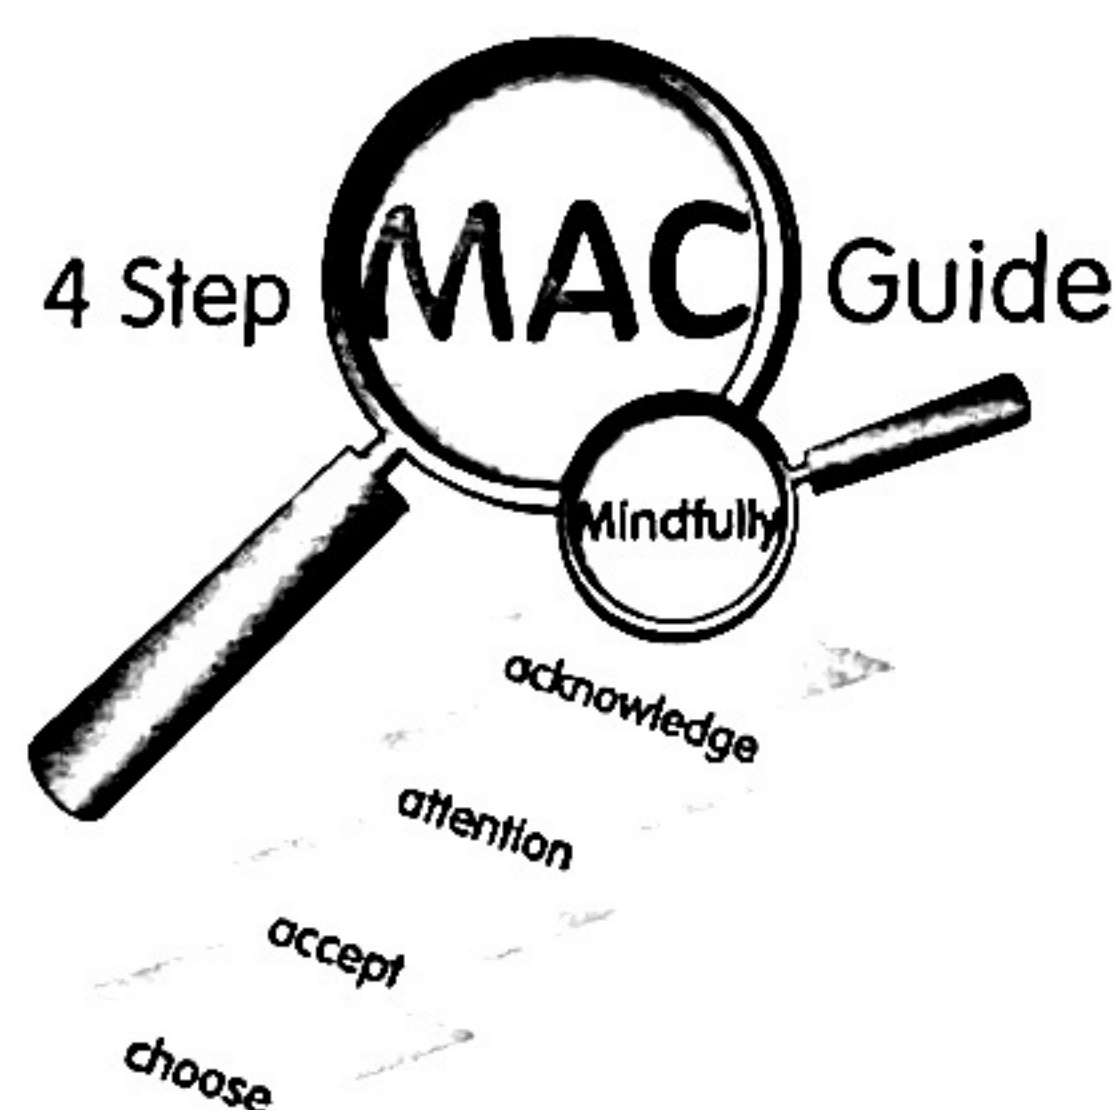 4 Step MAC Guide
Mindfully
acknowledge
attention
accept
choose